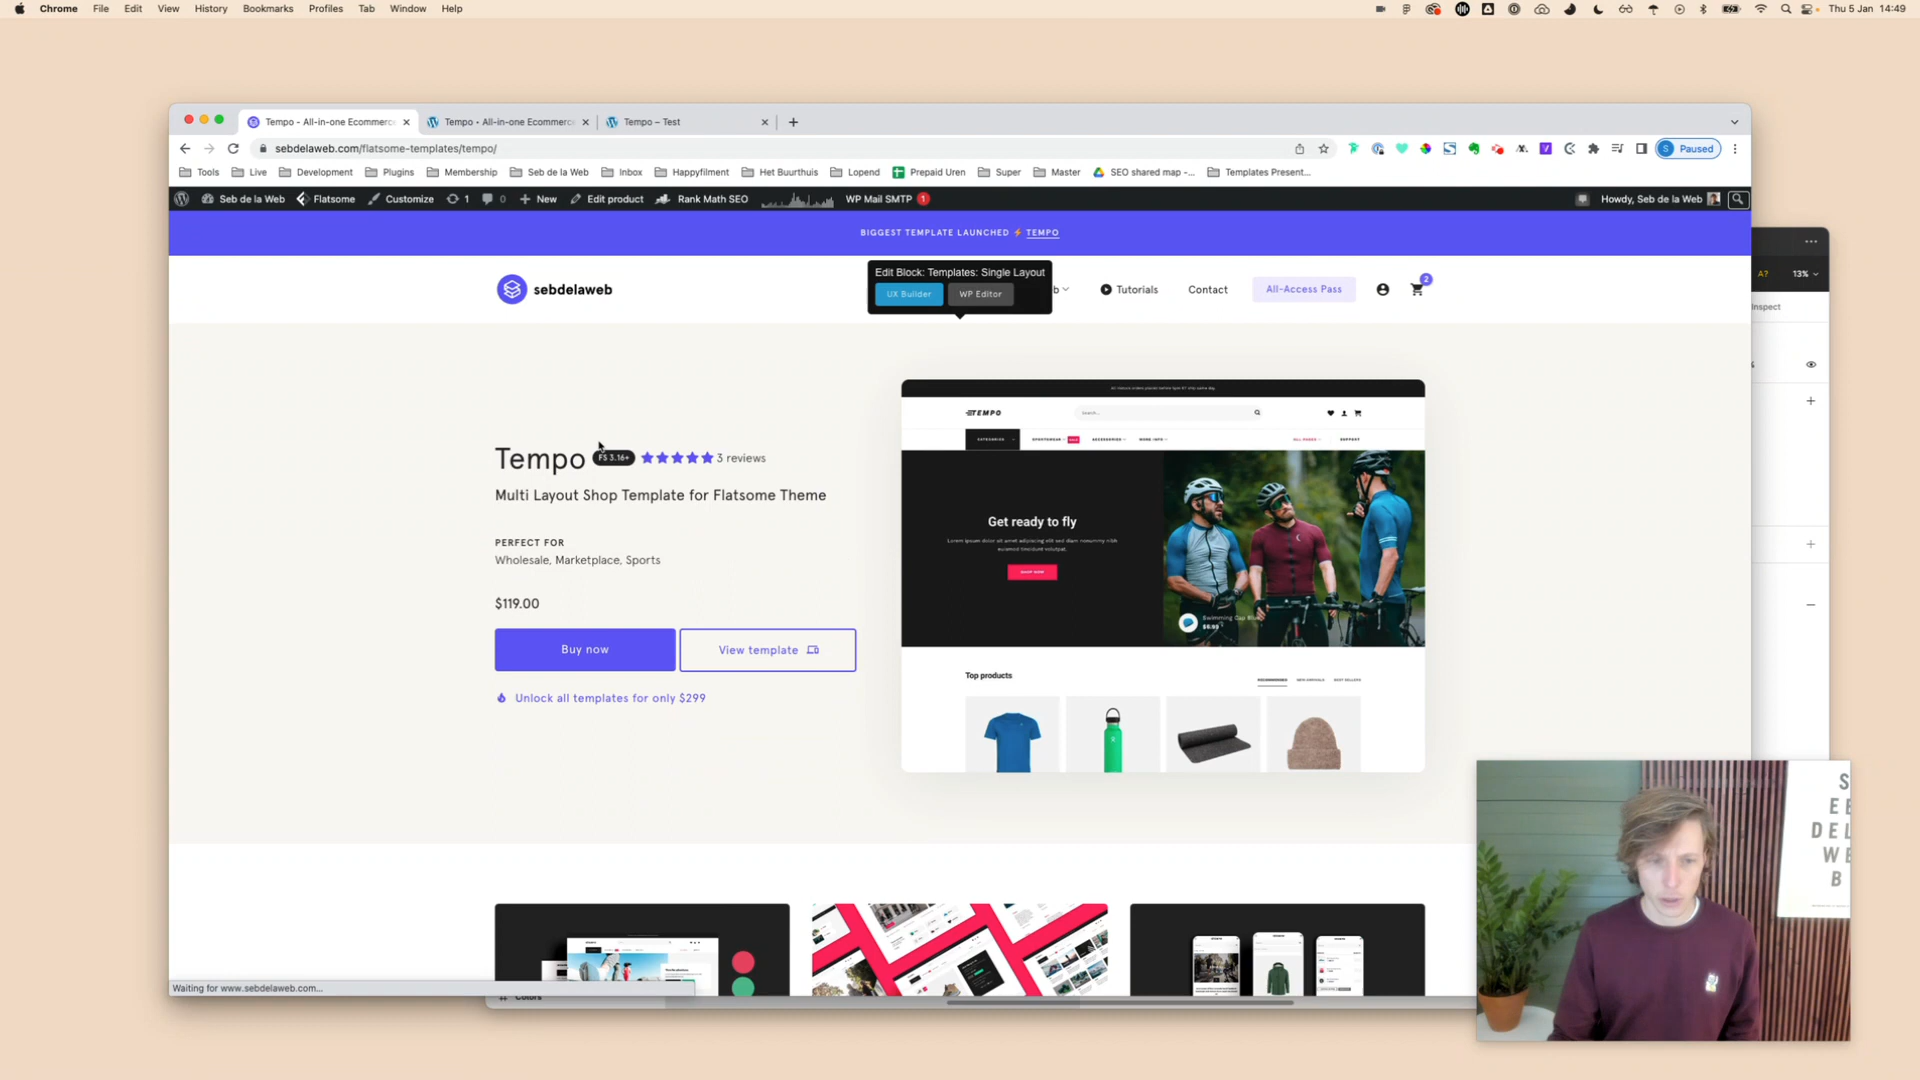 Chrome File Edit View History Bookmarks Profiles Tab Window Help Thu 5 Jan 14:49
Tempo - All-in-one Ecommerc Tempo - All-in-one Ecommerc Tempo – Test
sebdelaweb.com/flatsome-templates/tempo/ S Paused
Tools Live Development Plugins Membership Seb de la Web Inbox Happyfilment Het Buurthuis Lopend Prepaid Uren Super Master SEO shared map -... Templates Present...
Seb de la Web Flatsome Customize 1 0 New Edit product Rank Math SEO WP Mail SMTP 1 Howdy, Seb de la Web
BIGGEST TEMPLATE LAUNCHED ⚡ TEMPO
Edit Block: Templates: Single Layout
UX Builder WP Editor
sebdelaweb b Tutorials Contact All-Access Pass 2
A? 13%
nspect
TEMPO Search...
CATEGORIES SPORTSWEAR SALE ACCESSORIES MORE INFO ALL PAGES SUPPORT
Tempo FS 3.16+ 3 reviews
Multi Layout Shop Template for Flatsome Theme
PERFECT FOR
Wholesale, Marketplace, Sports
$119.00
Buy now View template
Unlock all templates for only $299
Get ready to fly
Lorem ipsum dolor sit amet adipiscing elit sed diam nonummy nibh
euismod tincidunt volutpat.
SHOP NOW
Swimming Cap Blue
$6.99
Top products RECOMMENDED NEW ARRIVALS BEST SELLERS
Waiting for www.sebdelaweb.com...
Colors
S
E E
DEL
W E
B